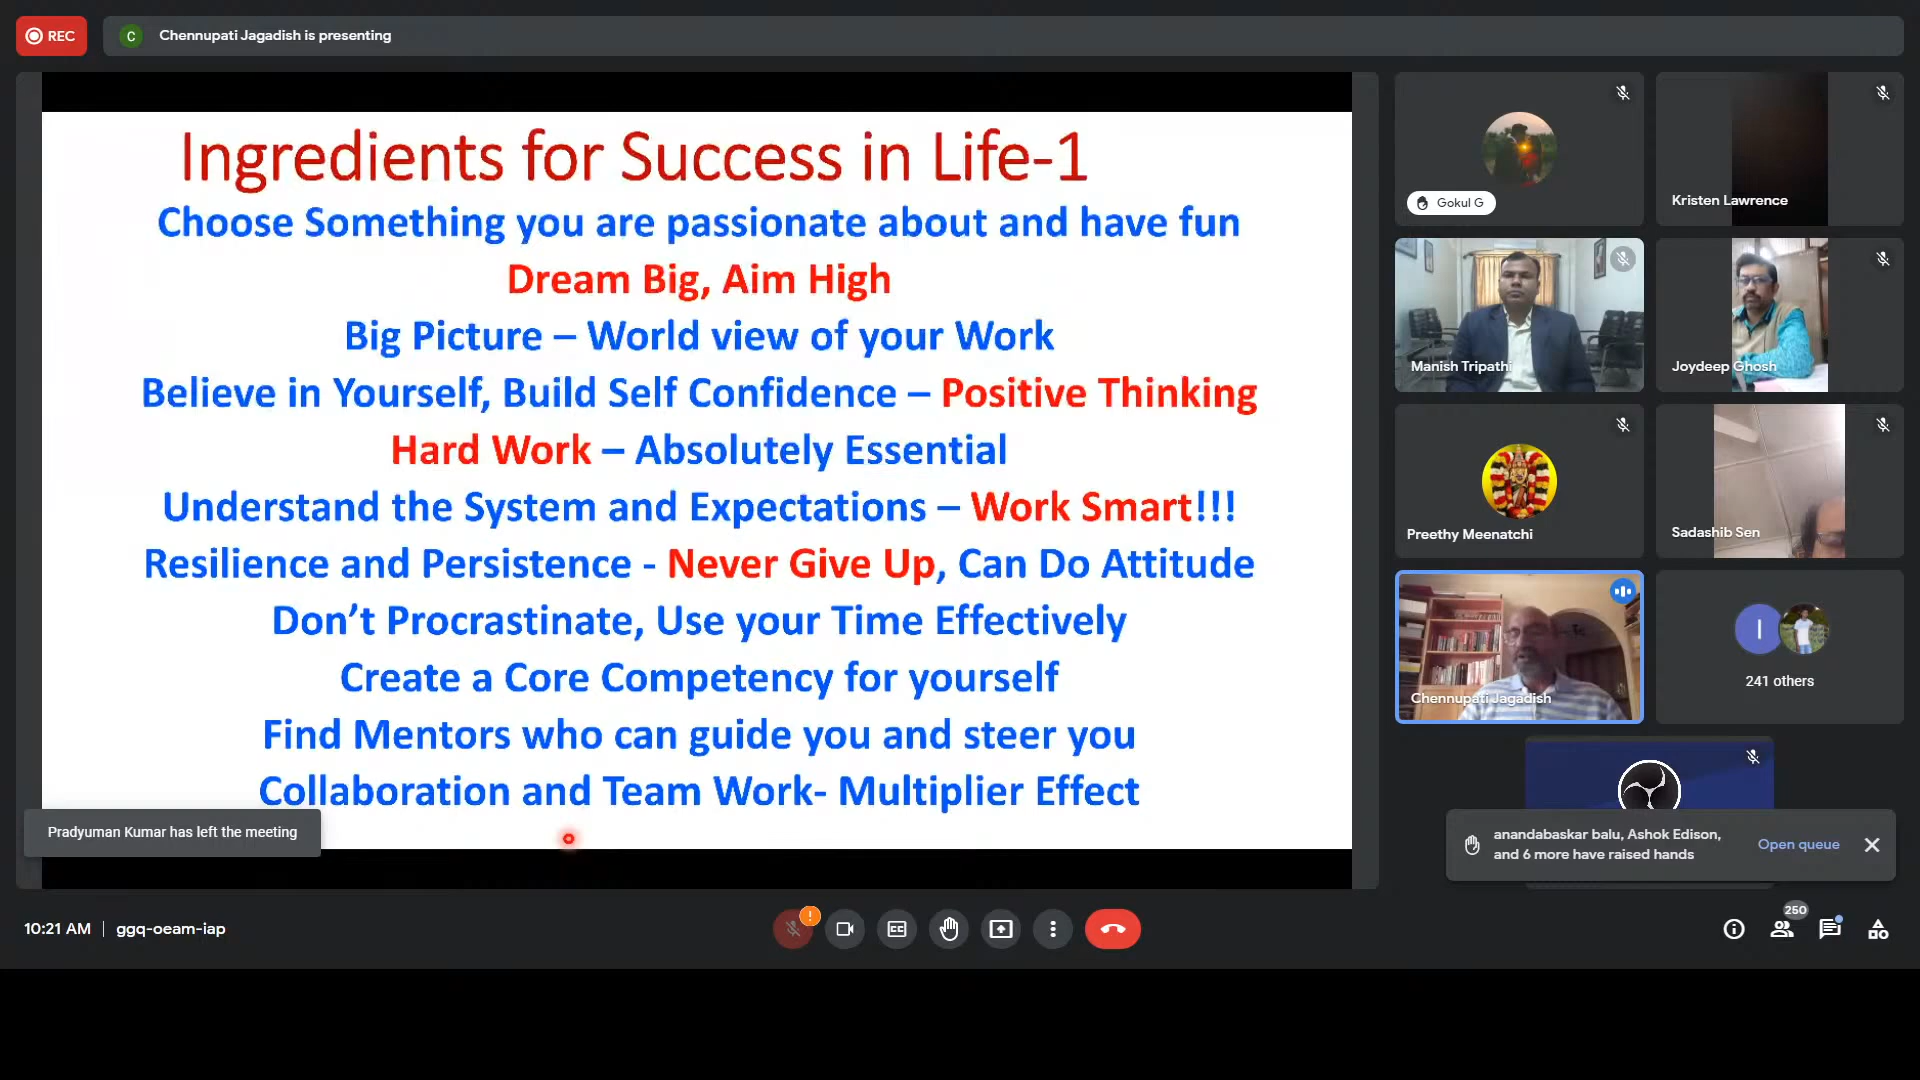 REC
C
Chennupati Jagadish is presenting
Ingredients for Success in Life-1
Choose Something you are passionate about and have fun
Dream Big, Aim High
Big Picture – World view of your Work
Believe in Yourself, Build Self Confidence – Positive Thinking
Hard Work – Absolutely Essential
Understand the System and Expectations – Work Smart!!!
Resilience and Persistence - Never Give Up, Can Do Attitude
Don’t Procrastinate, Use your Time Effectively
Create a Core Competency for yourself
Find Mentors who can guide you and steer you
Collaboration and Team Work- Multiplier Effect
Pradyuman Kumar has left the meeting
Gokul G
Kristen Lawrence
Manish Tripathi
Joydeep Ghosh
Preethy Meenatchi
Sadashib Sen
Chennupati Jagadish
I
241 others
anandabaskar balu, Ashok Edison,
and 6 more have raised hands
Open queue
10:21 AM | ggq-oeam-iap
!
CC
250